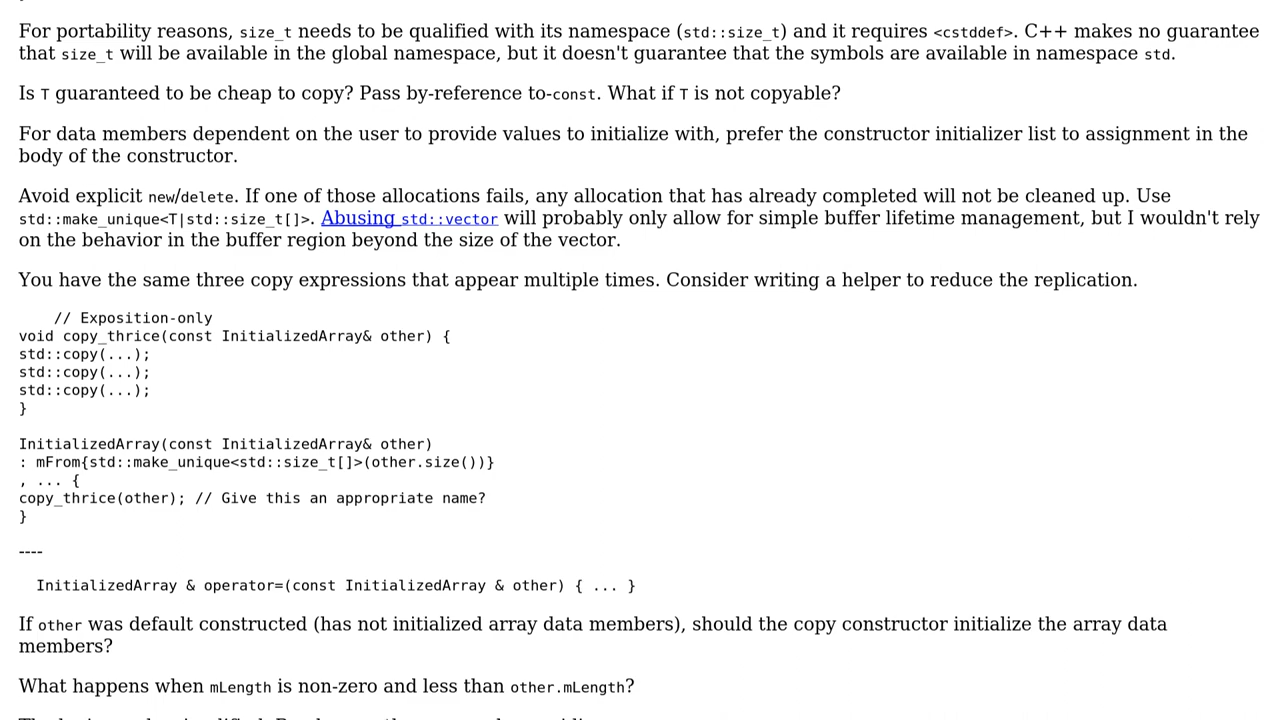 For portability reasons, size_t needs to be qualified with its namespace (std::size_t) and it requires <cstddef>. C++ makes no guarantee
that size_t will be available in the global namespace, but it doesn't guarantee that the symbols are available in namespace std.
Is T guaranteed to be cheap to copy? Pass by-reference to-const. What if T is not copyable?
For data members dependent on the user to provide values to initialize with, prefer the constructor initializer list to assignment in the
body of the constructor.
Avoid explicit new/delete. If one of those allocations fails, any allocation that has already completed will not be cleaned up. Use
std::make_unique<T|std::size_t[]>. Abusing std::vector will probably only allow for simple buffer lifetime management, but I wouldn't rely
on the behavior in the buffer region beyond the size of the vector.
You have the same three copy expressions that appear multiple times. Consider writing a helper to reduce the replication.
// Exposition-only
void copy_thrice(const InitializedArray& other) {
std::copy(...);
std::copy(...);
std::copy(...);
}
InitializedArray(const InitializedArray& other)
: mFrom{std::make_unique<std::size_t[]>(other.size())}
, ... {
copy_thrice(other); // Give this an appropriate name?
}
----
InitializedArray & operator=(const InitializedArray & other) { ... }
If other was default constructed (has not initialized array data members), should the copy constructor initialize the array data
members?
What happens when mLength is non-zero and less than other.mLength?